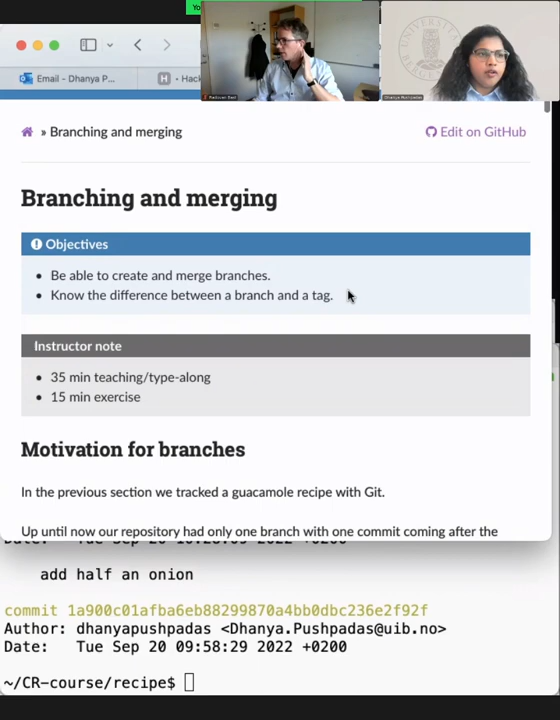 Yo
Email - Dhanya P...
H • Hack
» Branching and merging
Edit on GitHub
Branching and merging
Objectives
• Be able to create and merge branches.
• Know the difference between a branch and a tag.
Instructor note
• 35 min teaching/type-along
• 15 min exercise
Motivation for branches
In the previous section we tracked a guacamole recipe with Git.
Up until now our repository had only one branch with one commit coming after the
add half an onion
commit 1a900c01afba6eb88299870a4bb0dbc236e2f92f
Author: dhanyapushpadas <Dhanya.Pushpadas@uib.no>
Date:   Tue Sep 20 09:58:29 2022 +0200
~/CR-course/recipe$